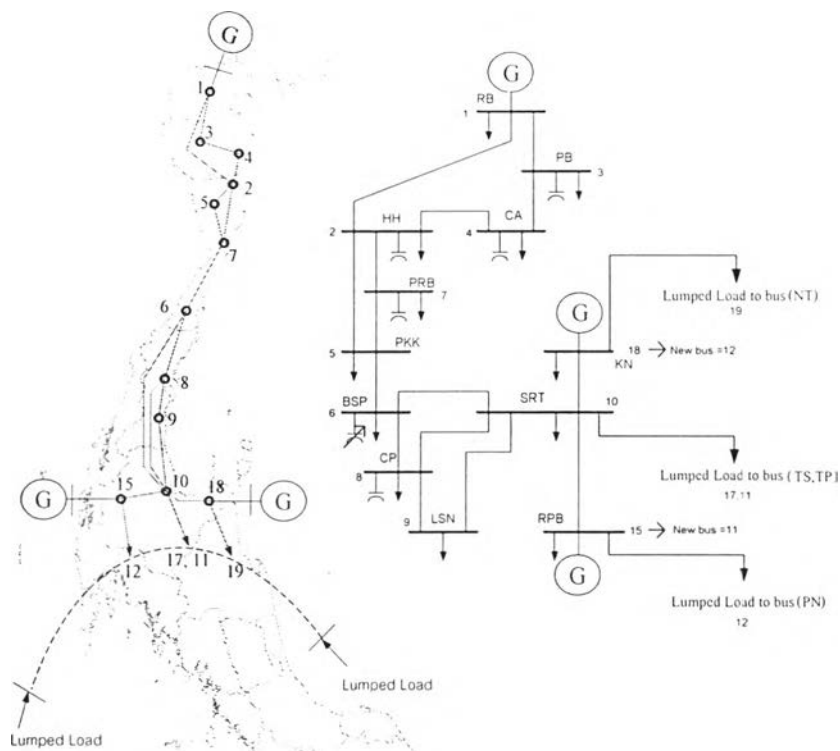 G
1
3
4
2
5
7
6
8
9
15
10
18
G
G
12
17, 11
19
Lumped Load
Lumped Load
G
RB
1
PB
3
HH
2
CA
4
PRB
7
G
Lumped Load to bus (NT)
19
5
PKK
18 → New bus =12
KN
BSP
6
SRT
10
CP
8
Lumped Load to bus (TS,TP)
17,11
9
LSN
RPB
15 → New bus =11
G
Lumped Load to bus (PN)
12